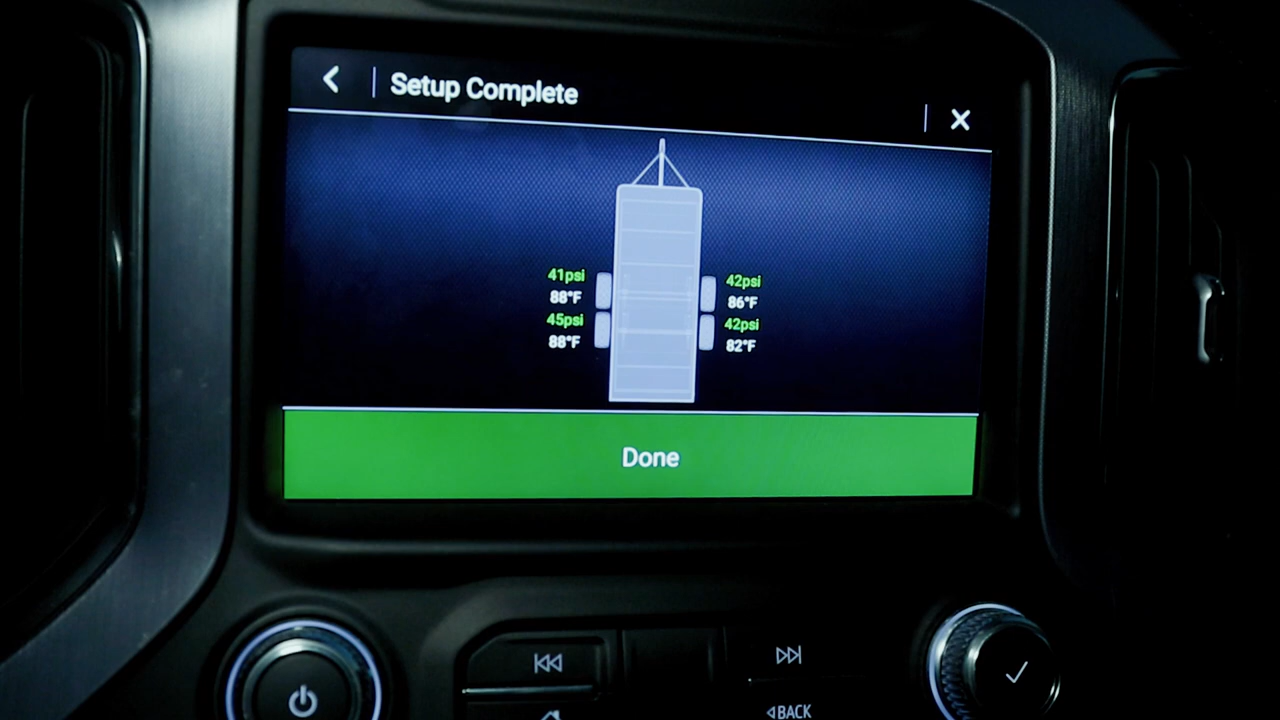 Setup Complete
41psi
42psi
88°F
86°F
45psi
42psi
88°F
82°F
Done
◁BACK